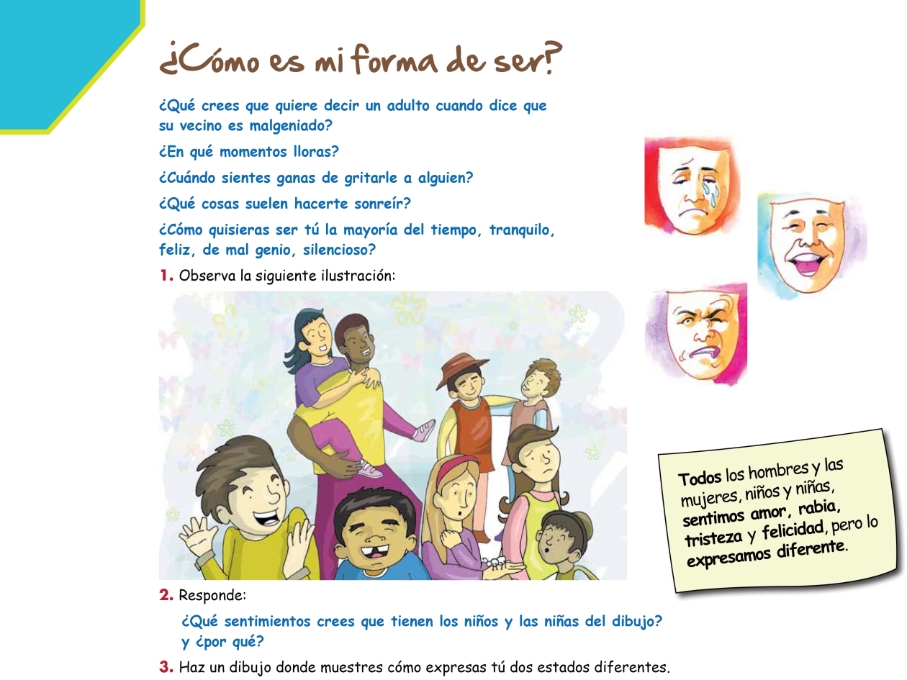 ¿Cómo es mi forma de ser?
¿Qué crees que quiere decir un adulto cuando dice que
su vecino es malgeniado?
¿En qué momentos lloras?
¿Cuándo sientes ganas de gritarle a alguien?
¿Qué cosas suelen hacerte sonreír?
¿Cómo quisieras ser tú la mayoría del tiempo, tranquilo,
feliz, de mal genio, silencioso?
1. Observa la siguiente ilustración:
Todos los hombres y las
mujeres, niños y niñas,
sentimos amor, rabia,
tristeza y felicidad, pero lo
expresamos diferente.
2. Responde:
¿Qué sentimientos crees que tienen los niños y las niñas del dibujo?
y ¿por qué?
3. Haz un dibujo donde muestres cómo expresas tú dos estados diferentes.